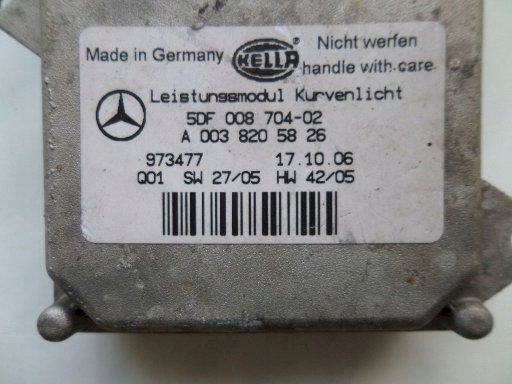 Made in Germany HELLA ® Nicht werfen
handle with care
Leistungsmodul Kurvenlicht
5DF 008 704-02
A 003 820 58 26
973477 17.10.06
Q01 SW 27/05 HW 42/05